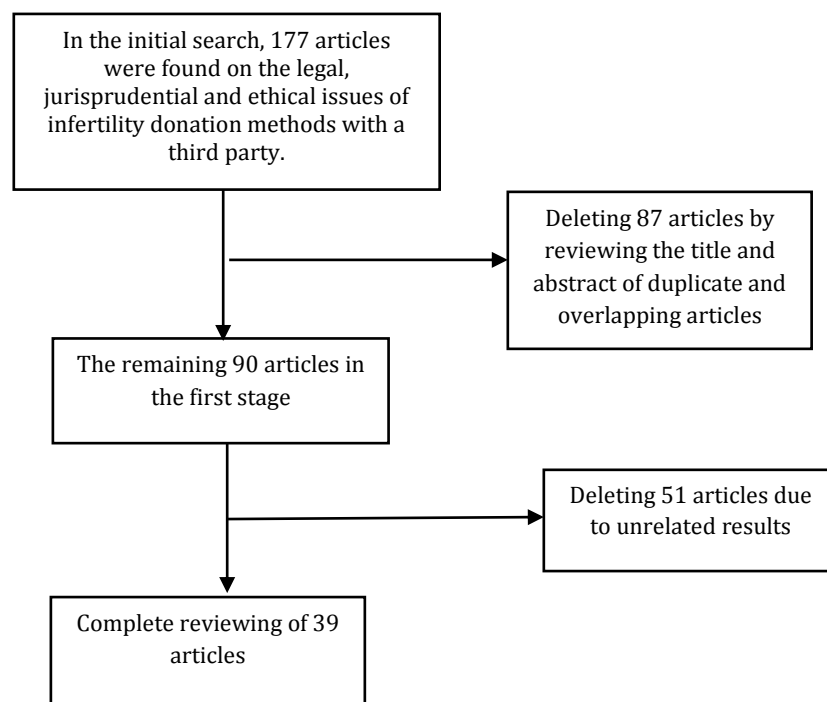 In the initial search, 177 articles
were found on the legal,
jurisprudential and ethical issues of
infertility donation methods with a
third party.
Deleting 87 articles by
reviewing the title and
abstract of duplicate and
overlapping articles
The remaining 90 articles in
the first stage
Deleting 51 articles due
to unrelated results
Complete reviewing of 39
articles